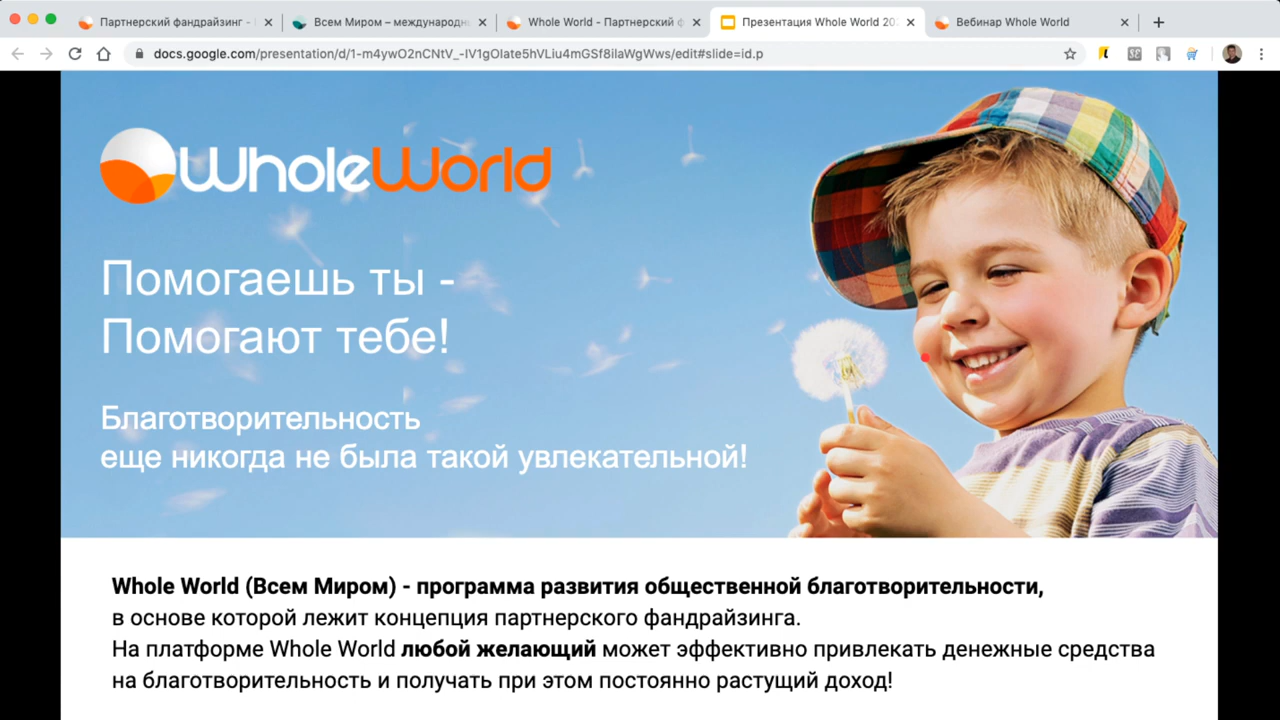 Партнерский фандрайзинг -
Всем Миром – международн
Whole World - Партнерский ф
Презентация Whole World 20
Вебинар Whole World
docs.google.com/presentation/d/1-m4ywO2nCNtV_-IV1gOlate5hVLiu4mGSf8ilaWgWws/edit#slide=id.p
WholeWorld
Помогаешь ты -
Помогают тебе!
Благотворительность
еще никогда не была такой увлекательной!
Whole World (Всем Миром) - программа развития общественной благотворительности,
в основе которой лежит концепция партнерского фандрайзинга.
На платформе Whole World любой желающий может эффективно привлекать денежные средства
на благотворительность и получать при этом постоянно растущий доход!